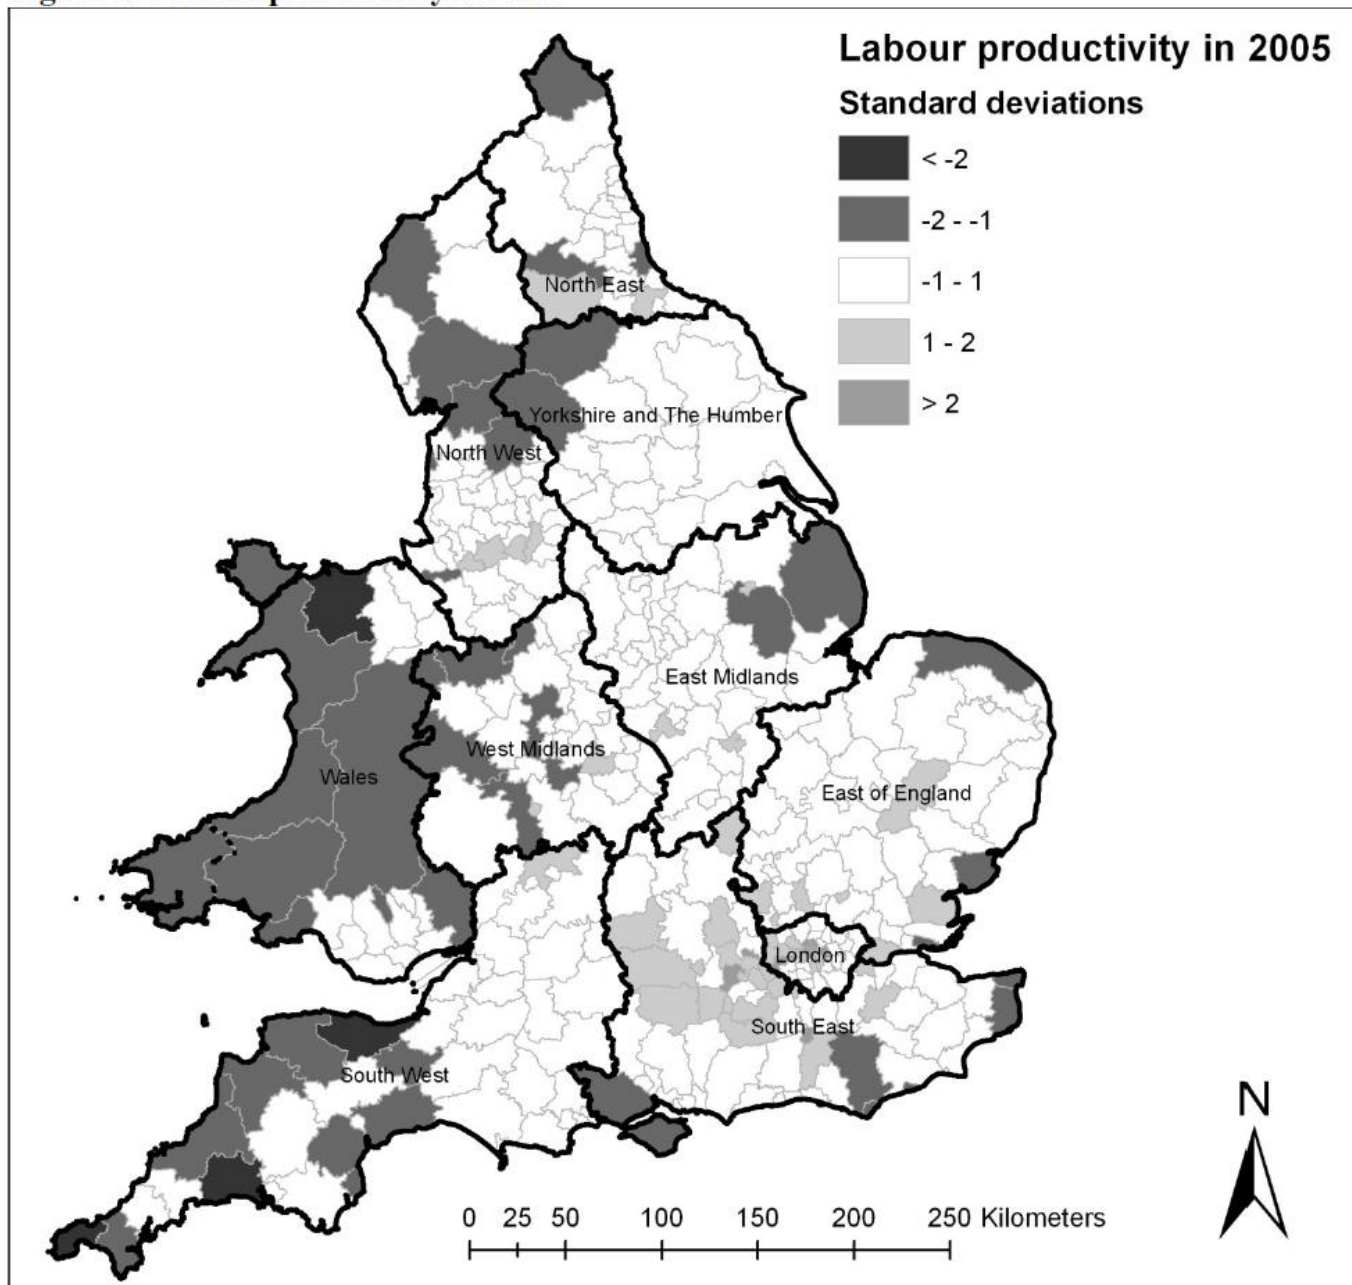 Labour productivity in 2005
Standard deviations
< -2
-2 - -1
-1 - 1
1 - 2
> 2
North East
Yorkshire and The Humber
North West
East Midlands
West Midlands
Wales
East of England
London
South East
South West
N
0 25 50 100 150 200 250 Kilometers